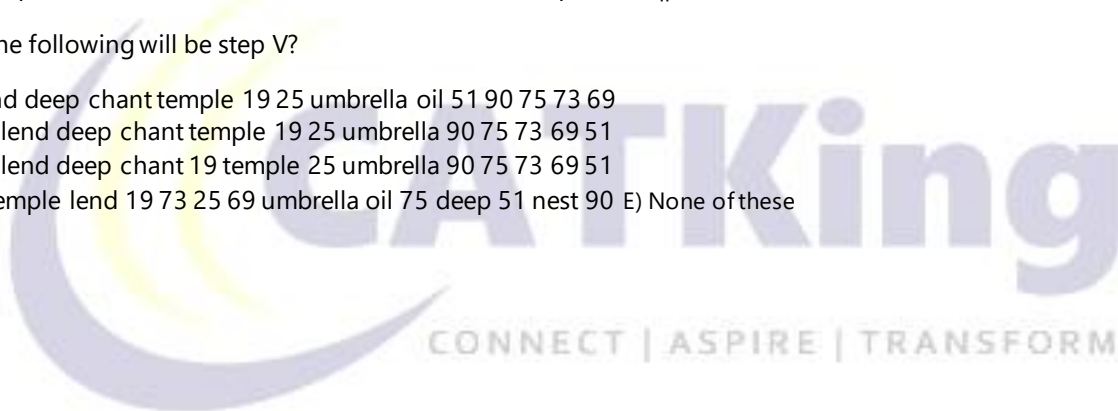 he following will be step V?
nd deep chant temple 19 25 umbrella oil 51 90 75 73 69
lend deep chant temple 19 25 umbrella 90 75 73 69 51
lend deep chant 19 temple 25 umbrella 90 75 73 69 51
emple lend 19 73 25 69 umbrella oil 75 deep 51 nest 90 E) None of these
CATKing
CONNECT | ASPIRE | TRANSFORM